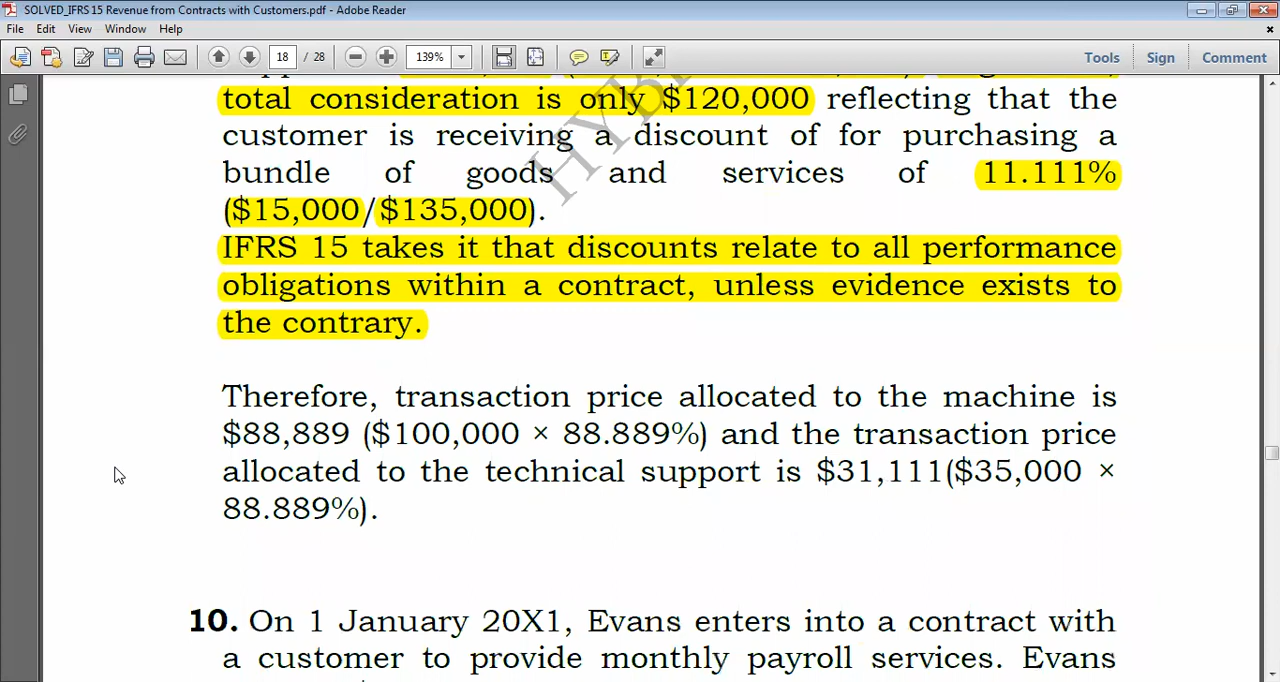 SOLVED_IFRS 15 Revenue from Contracts with Customers.pdf - Adobe Reader
File Edit View Window Help
18 / 28 139% Tools Sign Comment
total consideration is only $120,000 reflecting that the
customer is receiving a discount of for purchasing a
bundle of goods and services of 11.111%
($15,000/$135,000).
IFRS 15 takes it that discounts relate to all performance
obligations within a contract, unless evidence exists to
the contrary.
Therefore, transaction price allocated to the machine is
$88,889 ($100,000 × 88.889%) and the transaction price
allocated to the technical support is $31,111($35,000 ×
88.889%).
10. On 1 January 20X1, Evans enters into a contract with
a customer to provide monthly payroll services. Evans